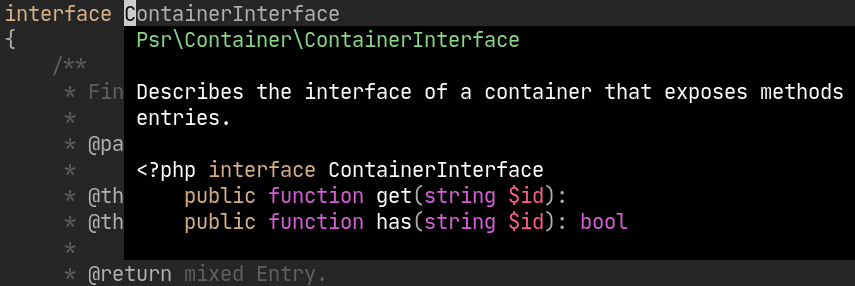 interface ContainerInterface
{ Psr\Container\ContainerInterface
/**
* Fin Describes the interface of a container that exposes methods
* entries.
* @pa
* <?php interface ContainerInterface
* @th public function get(string $id):
* @th public function has(string $id): bool
*
* @return mixed Entry.